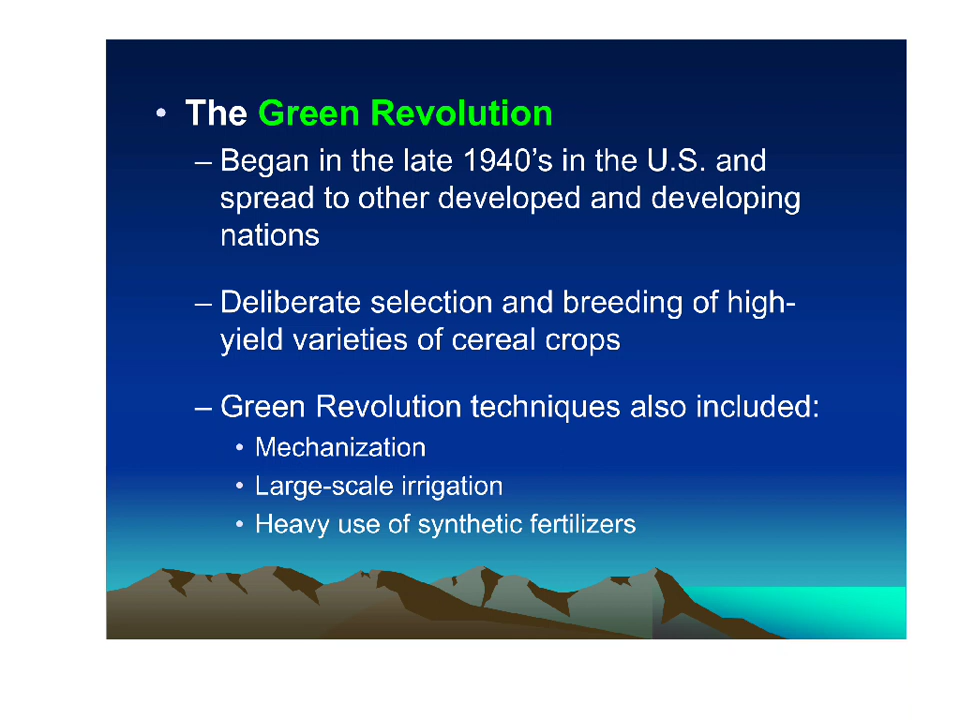 • The Green Revolution
– Began in the late 1940’s in the U.S. and
spread to other developed and developing
nations
– Deliberate selection and breeding of high-
yield varieties of cereal crops
– Green Revolution techniques also included:
• Mechanization
• Large-scale irrigation
• Heavy use of synthetic fertilizers